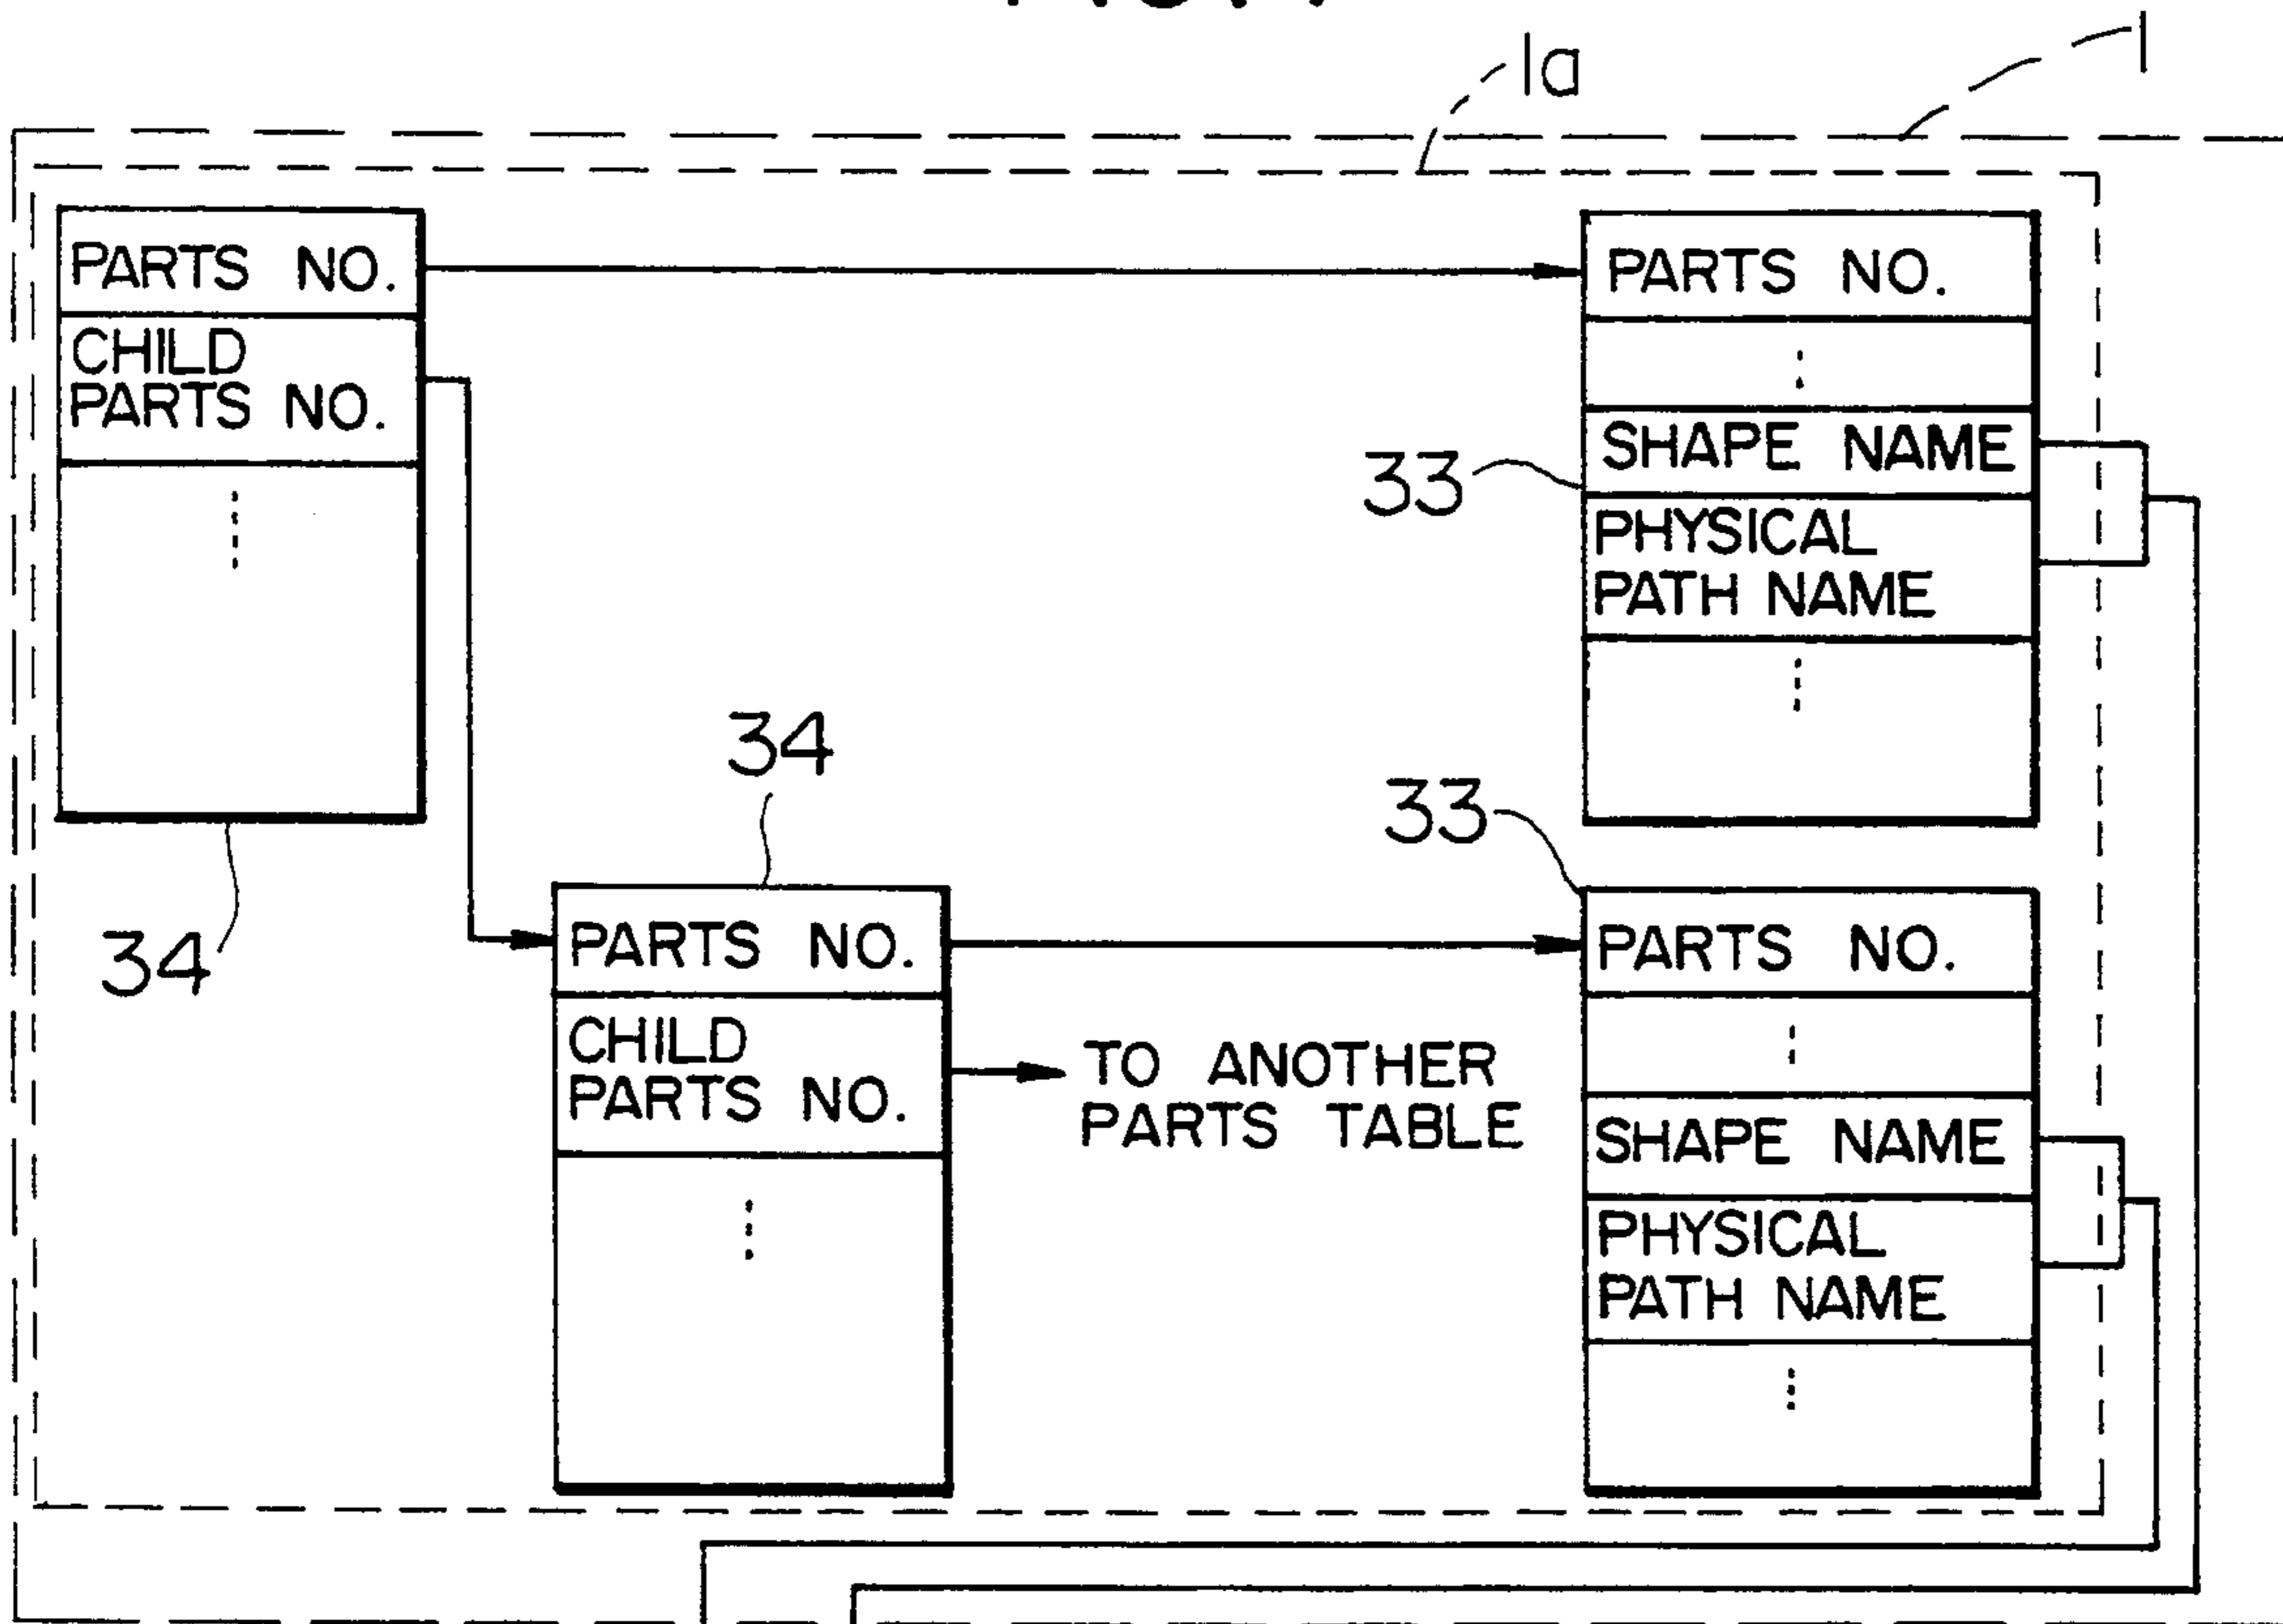 1a
1
PARTS NO.
CHILD
PARTS NO.
34
PARTS NO.
SHAPE NAME
PHYSICAL
PATH NAME
33
34
PARTS NO.
CHILD
PARTS NO.
TO ANOTHER
PARTS TABLE
33
PARTS NO.
SHAPE NAME
PHYSICAL
PATH NAME